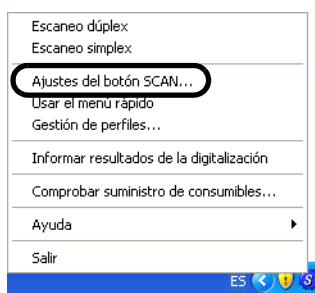 Escaneo dúplex
Escaneo simplex
Ajustes del botón SCAN...
Usar el menú rápido
Gestión de perfiles...
Informar resultados de la digitalización
Comprobar suministro de consumibles...
Ayuda
Salir
ES
S